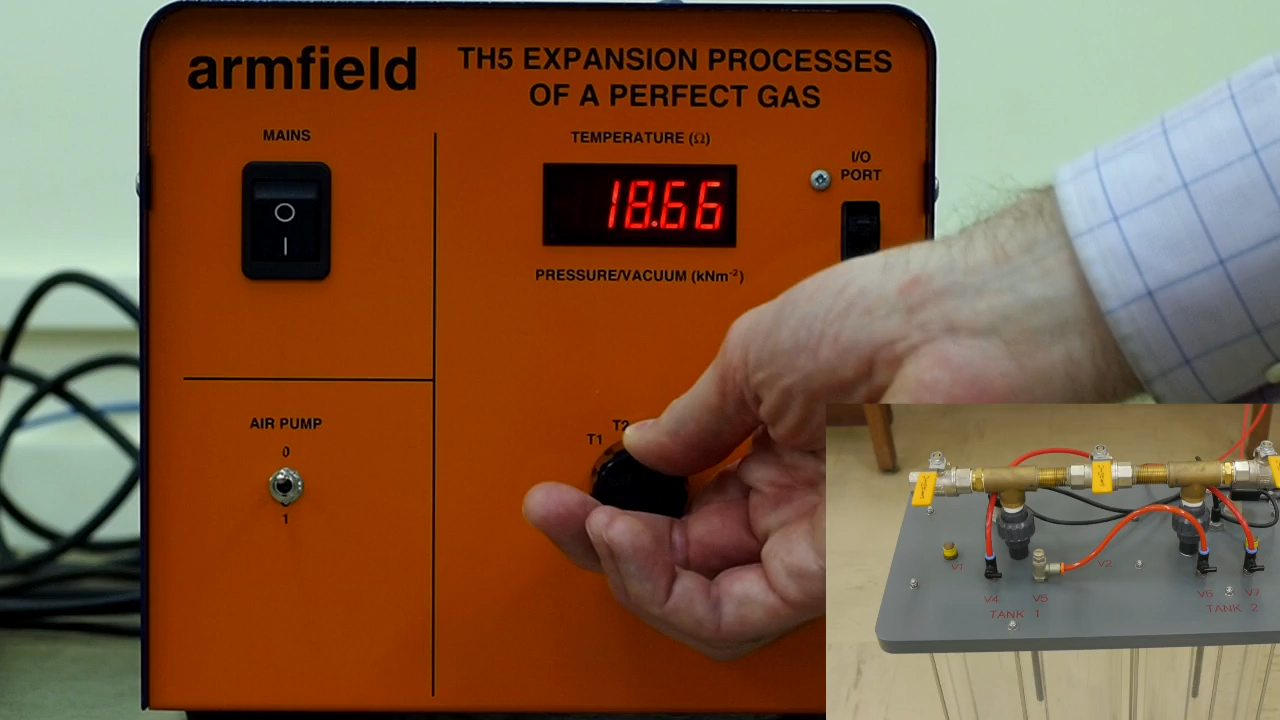 armfield
TH5 EXPANSION PROCESSES
OF A PERFECT GAS
MAINS
TEMPERATURE (Ω)
I/O
PORT
18.66
PRESSURE/VACUUM (kNm⁻²)
AIR PUMP
0
1
T1
T2
V1
V2
V4
V5
V6
V7
TANK 1
TANK 2